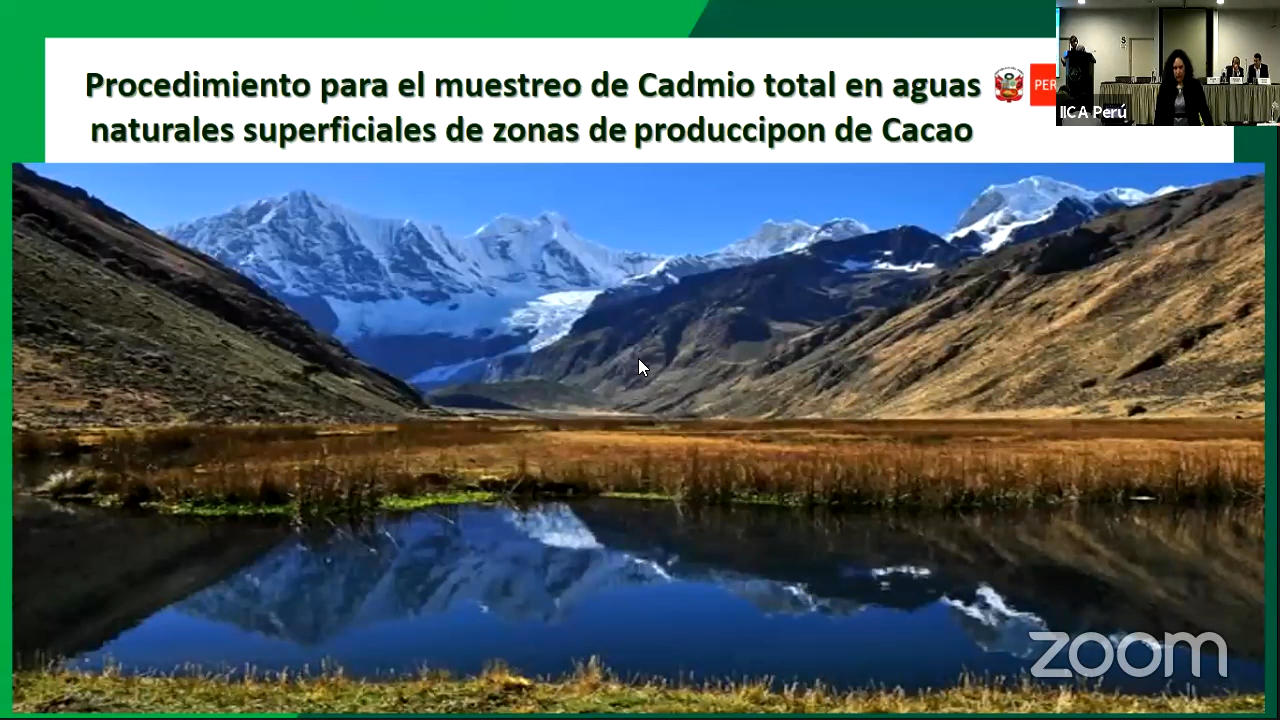 Procedimiento para el muestreo de Cadmio total en aguas
naturales superficiales de zonas de produccipon de Cacao
PER
IICA Perú
zoom